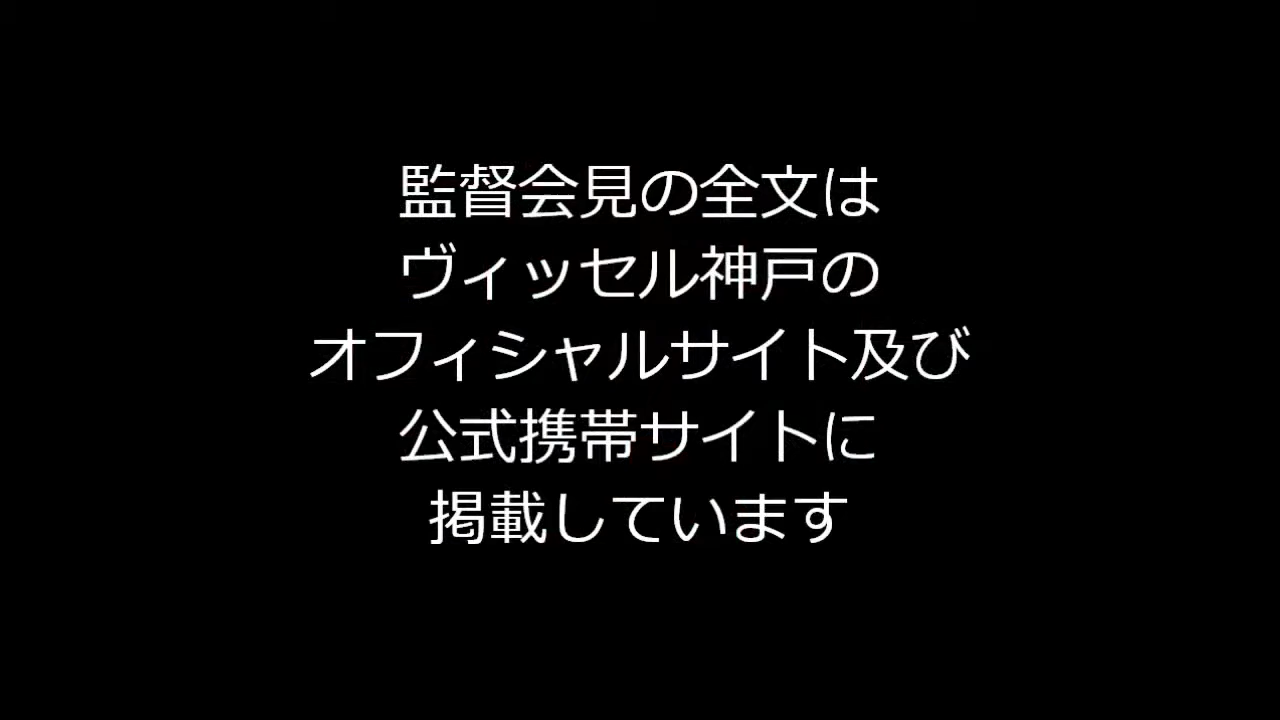 監督会見の全文は
ヴィッセル神戸の
オフィシャルサイト及び
公式携帯サイトに
掲載しています